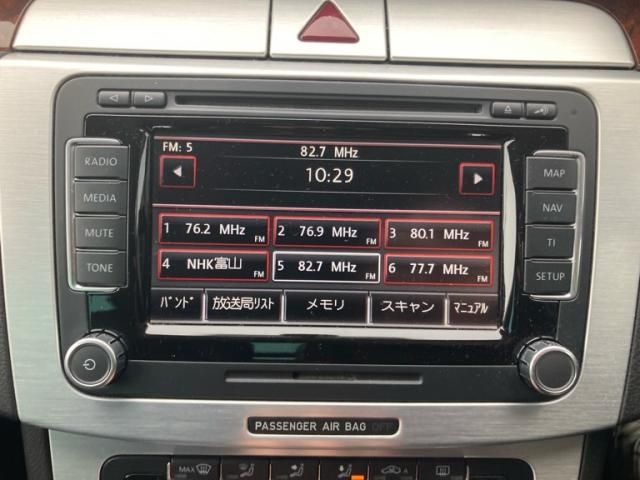 FM: 5
82.7 MHz
10:29
RADIO
MEDIA
MUTE
TONE
MAP
NAV
TI
SETUP
1 76.2 MHz FM
2 76.9 MHz FM
3 80.1 MHz FM
4 NHK富山 FM
5 82.7 MHz FM
6 77.7 MHz FM
ﾊﾞﾝﾄﾞ 放送局ﾘｽﾄ メモリ スキャン ﾏﾆｭｱﾙ
PASSENGER AIR BAG OFF
MAX
A